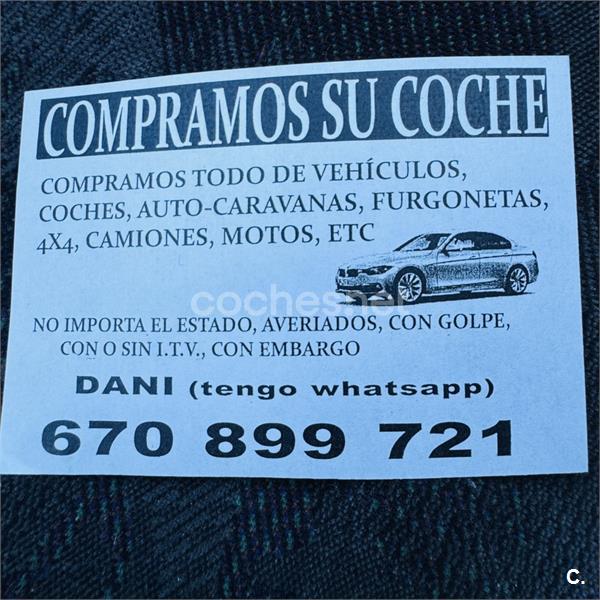 COMPRAMOS SU COCHE
COMPRAMOS TODO DE VEHÍCULOS,
COCHES, AUTO-CARAVANAS, FURGONETAS,
4X4, CAMIONES, MOTOS, ETC
coches.net
NO IMPORTA EL ESTADO, AVERIADOS, CON GOLPE,
CON O SIN I.T.V., CON EMBARGO
DANI (tengo whatsapp)
670 899 721
C.